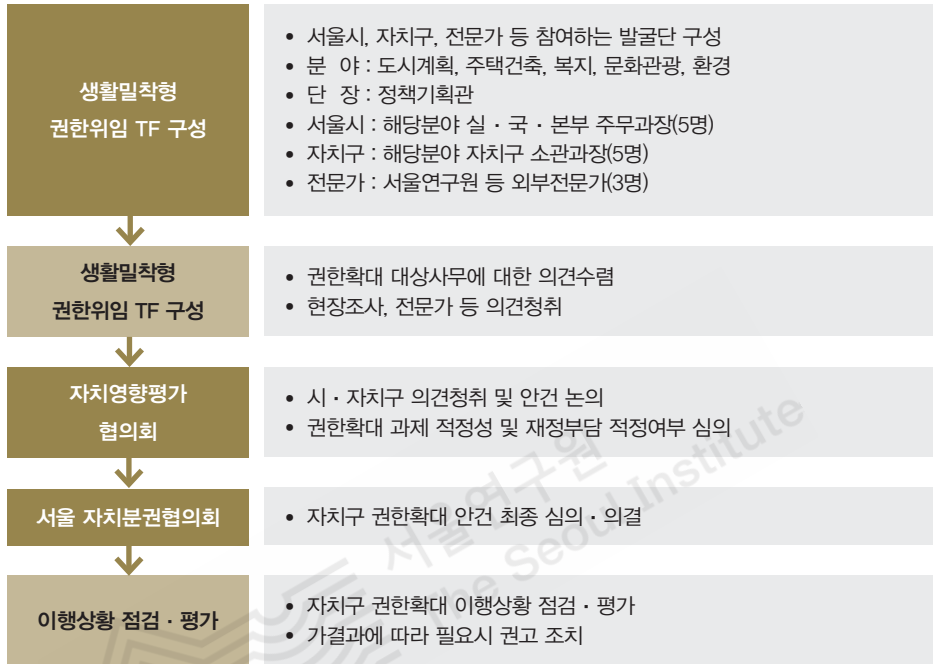 생활밀착형
권한위임 TF 구성
• 서울시, 자치구, 전문가 등 참여하는 발굴단 구성
• 분 야 : 도시계획, 주택건축, 복지, 문화관광, 환경
• 단 장 : 정책기획관
• 서울시 : 해당분야 실・국・본부 주무과장(5명)
• 자치구 : 해당분야 자치구 소관과장(5명)
• 전문가 : 서울연구원 등 외부전문가(3명)
생활밀착형
권한위임 TF 구성
• 권한확대 대상사무에 대한 의견수렴
• 현장조사, 전문가 등 의견청취
자치영향평가
협의회
• 시・자치구 의견청취 및 안건 논의
• 권한확대 과제 적정성 및 재정부담 적정여부 심의
서울 자치분권협의회
• 자치구 권한확대 안건 최종 심의・의결
이행상황 점검・평가
• 자치구 권한확대 이행상황 점검・평가
• 가결과에 따라 필요시 권고 조치
서울연구원
The Seoul Institute